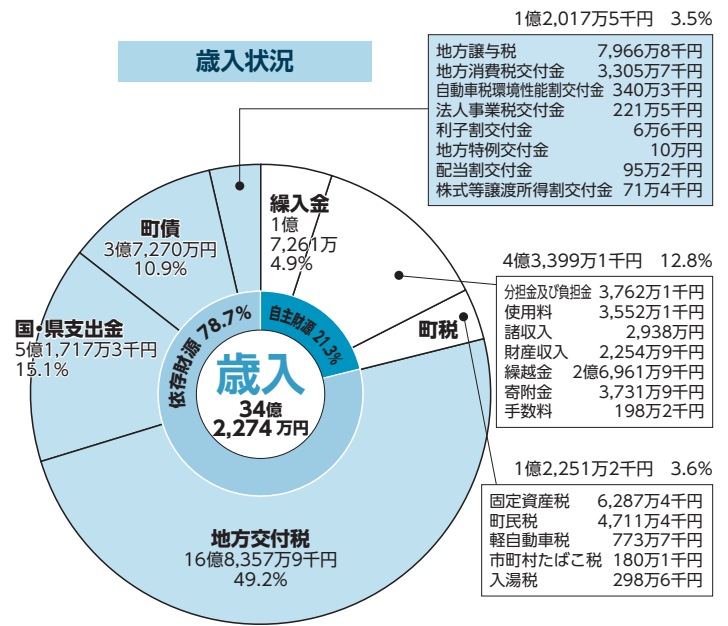 歳入状況
1億2,017万5千円 3.5%
地方譲与税 7,966万8千円
地方消費税交付金 3,305万7千円
自動車税環境性能割交付金 340万3千円
法人事業税交付金 221万5千円
利子割交付金 6万6千円
地方特例交付金 10万円
配当割交付金 95万2千円
株式等譲渡所得割交付金 71万4千円
繰入金
1億
7,261万
4.9%
町債
3億7,270万円
10.9%
4億3,399万1千円 12.8%
分担金及び負担金 3,762万1千円
使用料 3,552万1千円
諸収入 2,938万円
財産収入 2,254万9千円
繰越金 2億6,961万9千円
寄附金 3,731万9千円
手数料 198万2千円
国・県支出金
5億1,717万3千円
15.1%
町税
依存財源 78.7%
自主財源 21.3%
歳入
34億
2,274万円
1億2,251万2千円 3.6%
固定資産税 6,287万4千円
町民税 4,711万4千円
軽自動車税 773万7千円
市町村たばこ税 180万1千円
入湯税 298万6千円
地方交付税
16億8,357万9千円
49.2%